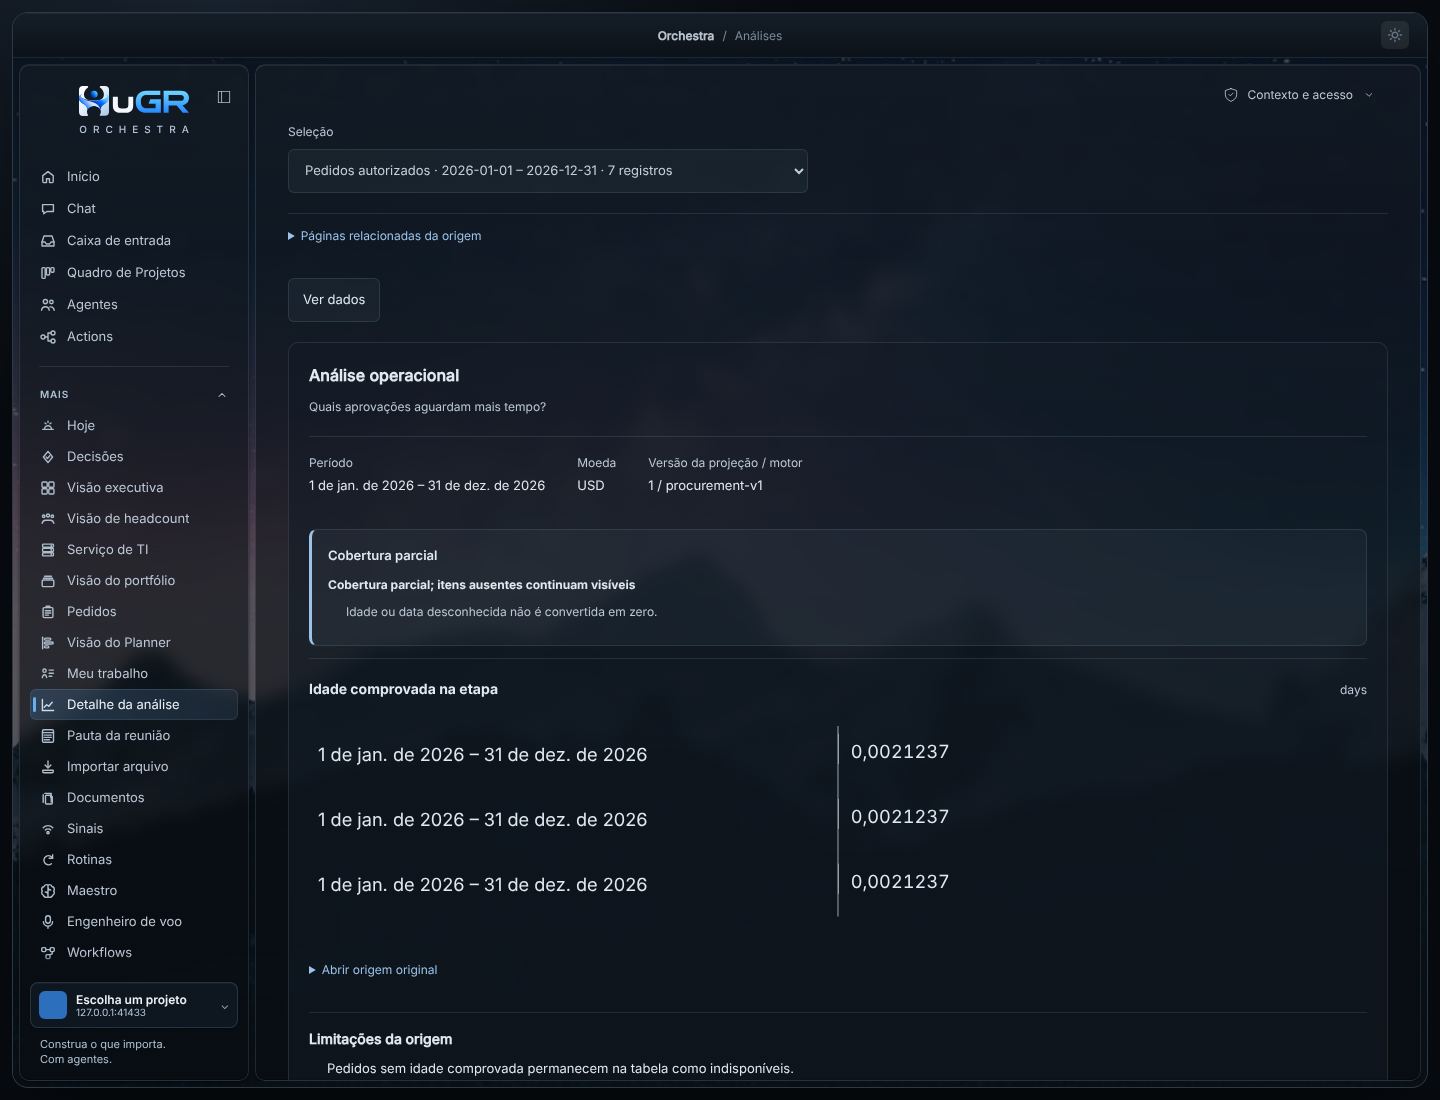 Orchestra / Análises
HuGR
ORCHESTRA
Início
Chat
Caixa de entrada
Quadro de Projetos
Agentes
Actions
MAIS
Hoje
Decisões
Visão executiva
Visão de headcount
Serviço de TI
Visão do portfólio
Pedidos
Visão do Planner
Meu trabalho
Detalhe da análise
Pauta da reunião
Importar arquivo
Documentos
Sinais
Rotinas
Maestro
Engenheiro de voo
Workflows
Escolha um projeto
127.0.0.1:41433
Construa o que importa.
Com agentes.
Contexto e acesso
Seleção
Pedidos autorizados · 2026-01-01 – 2026-12-31 · 7 registros
Páginas relacionadas da origem
Ver dados
Análise operacional
Quais aprovações aguardam mais tempo?
Período Moeda Versão da projeção / motor
1 de jan. de 2026 – 31 de dez. de 2026 USD 1 / procurement-v1
Cobertura parcial
Cobertura parcial; itens ausentes continuam visíveis
Idade ou data desconhecida não é convertida em zero.
Idade comprovada na etapa days
1 de jan. de 2026 – 31 de dez. de 2026 0,0021237
1 de jan. de 2026 – 31 de dez. de 2026 0,0021237
1 de jan. de 2026 – 31 de dez. de 2026 0,0021237
Abrir origem original
Limitações da origem
Pedidos sem idade comprovada permanecem na tabela como indisponíveis.